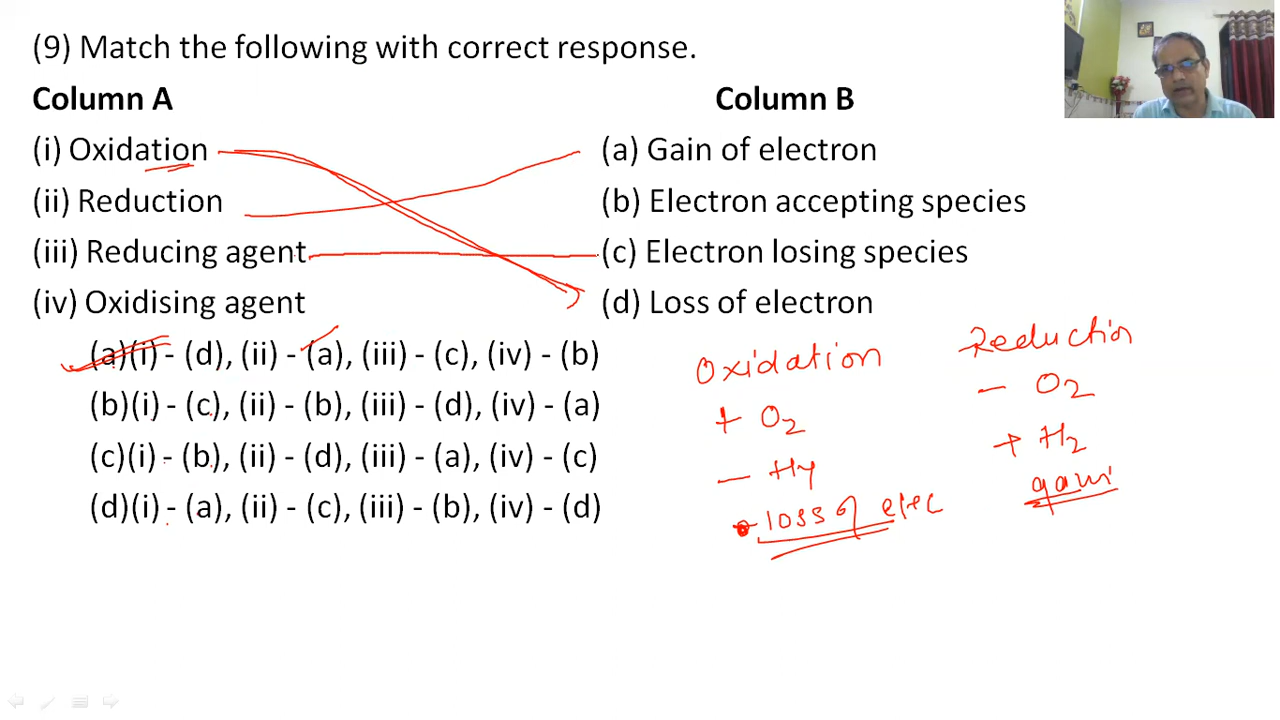 (9) Match the following with correct response.
Column A Column B
(i) Oxidation (a) Gain of electron
(ii) Reduction (b) Electron accepting species
(iii) Reducing agent (c) Electron losing species
(iv) Oxidising agent (d) Loss of electron
(a)(i) - (d), (ii) - (a), (iii) - (c), (iv) - (b)
(b)(i) - (c), (ii) - (b), (iii) - (d), (iv) - (a)
(c)(i) - (b), (ii) - (d), (iii) - (a), (iv) - (c)
(d)(i) - (a), (ii) - (c), (iii) - (b), (iv) - (d)
Oxidation
+ O2
- Hy
loss of elec
Reduction
- O2
+ H2
gain